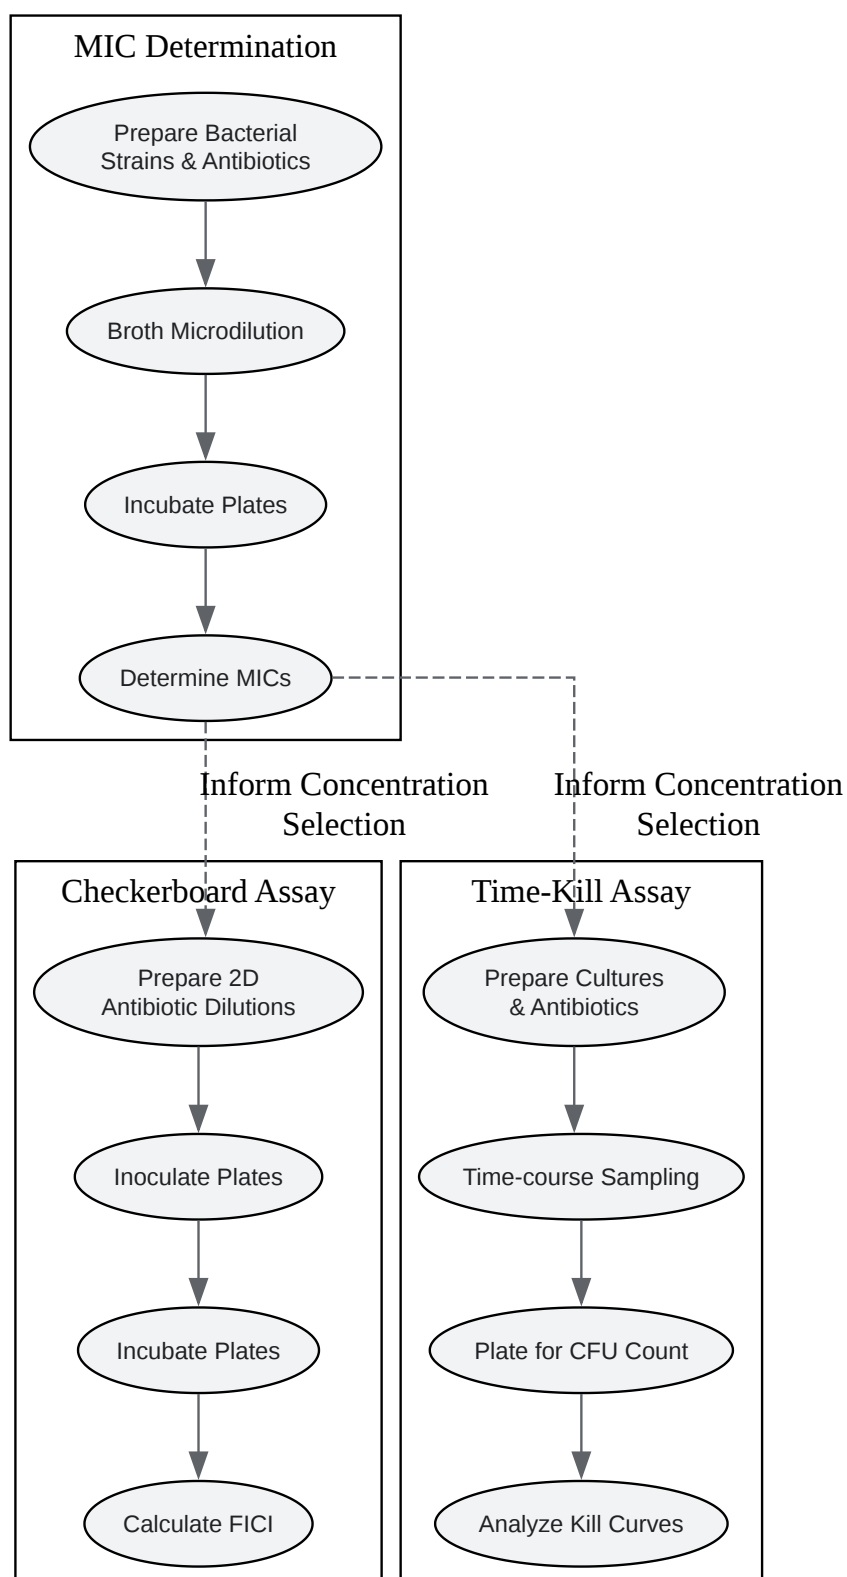 MIC Determination
Prepare Bacterial
Strains & Antibiotics
Broth Microdilution
Incubate Plates
Determine MICs
Inform Concentration
Selection
Inform Concentration
Selection
Checkerboard Assay
Prepare 2D
Antibiotic Dilutions
Inoculate Plates
Incubate Plates
Calculate FICI
Time-Kill Assay
Prepare Cultures
& Antibiotics
Time-course Sampling
Plate for CFU Count
Analyze Kill Curves